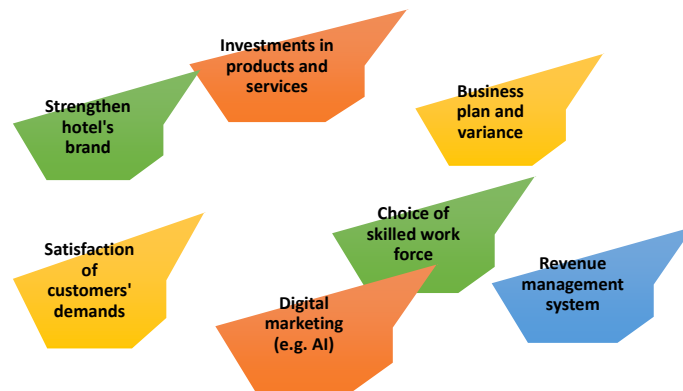 Investments in
products and
services
Strengthen
hotel's
brand
Business
plan and
variance
Choice of
skilled work
force
Satisfaction
of
customers'
demands
Revenue
management
system
Digital
marketing
(e.g. AI)